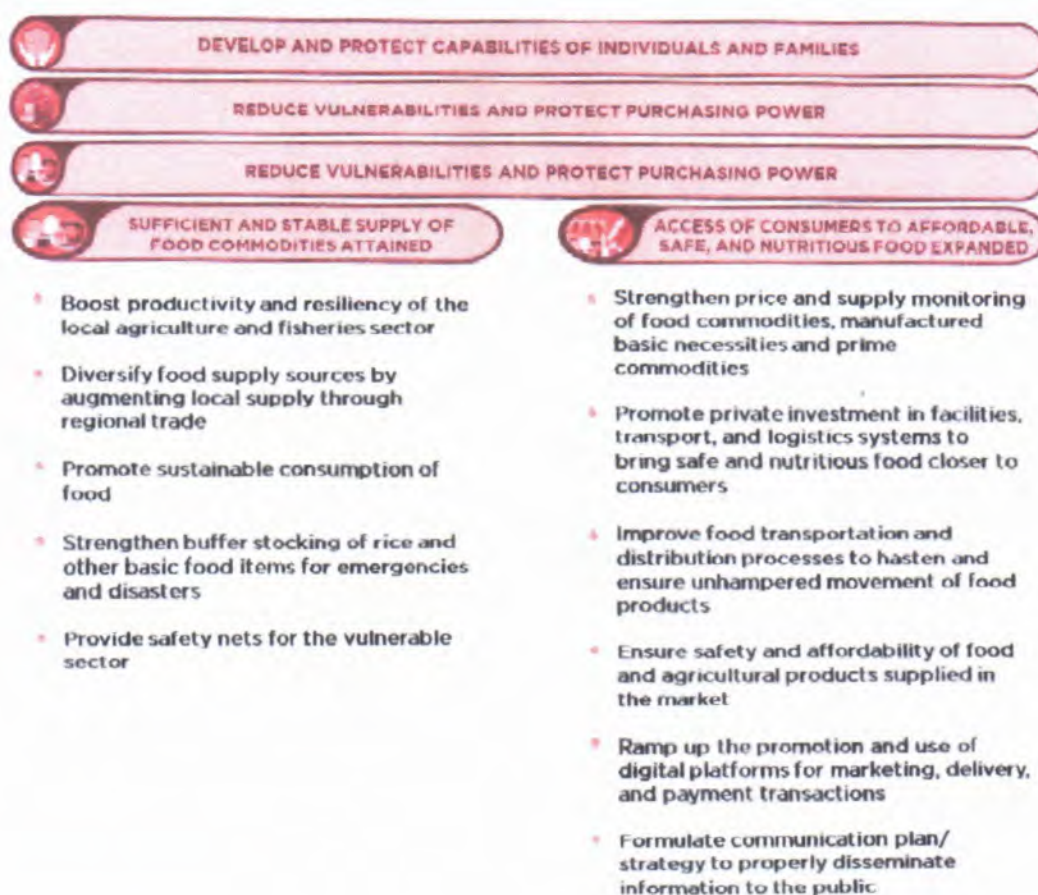 DEVELOP AND PROTECT CAPABILITIES OF INDIVIDUALS AND FAMILIES
REDUCE VULNERABILITIES AND PROTECT PURCHASING POWER
REDUCE VULNERABILITIES AND PROTECT PURCHASING POWER
SUFFICIENT AND STABLE SUPPLY OF
FOOD COMMODITIES ATTAINED
Boost productivity and resiliency of the
local agriculture and fisheries sector
Diversify food supply sources by
augmenting local supply through
regional trade
Promote sustainable consumption of
food
Strengthen buffer stocking of rice and
other basic food items for emergencies
and disasters
Provide safety nets for the vulnerable
sector
ACCESS OF CONSUMERS TO AFFORDABLE,
SAFE, AND NUTRITIOUS FOOD EXPANDED
Strengthen price and supply monitoring
of food commodities, manufactured
basic necessities and prime
commodities
Promote private investment in facilities,
transport, and logistics systems to
bring safe and nutritious food closer to
consumers
Improve food transportation and
distribution processes to hasten and
ensure unhampered movement of food
products
Ensure safety and affordability of food
and agricultural products supplied in
the market
Ramp up the promotion and use of
digital platforms for marketing, delivery,
and payment transactions
Formulate communication plan/
strategy to properly disseminate
information to the public